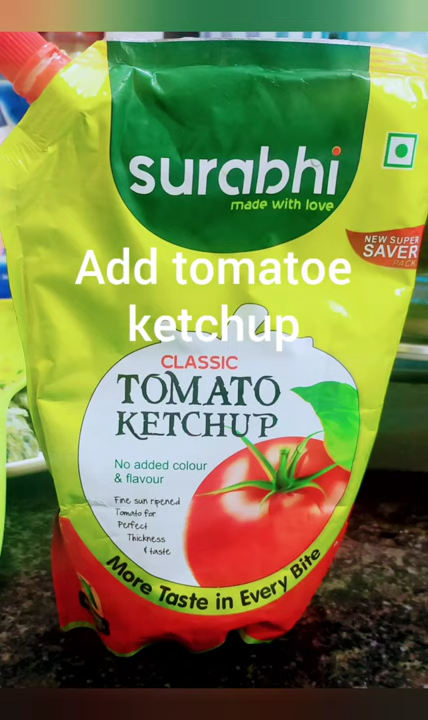 surabhi
made with love
NEW SUPER
SAVER
PACK
Add tomatoe
ketchup
CLASSIC
TOMATO
KETCHUP
No added colour
& flavour
Fine sun ripened
Tomato for
Perfect
Thickness
& taste
More Taste in Every Bite